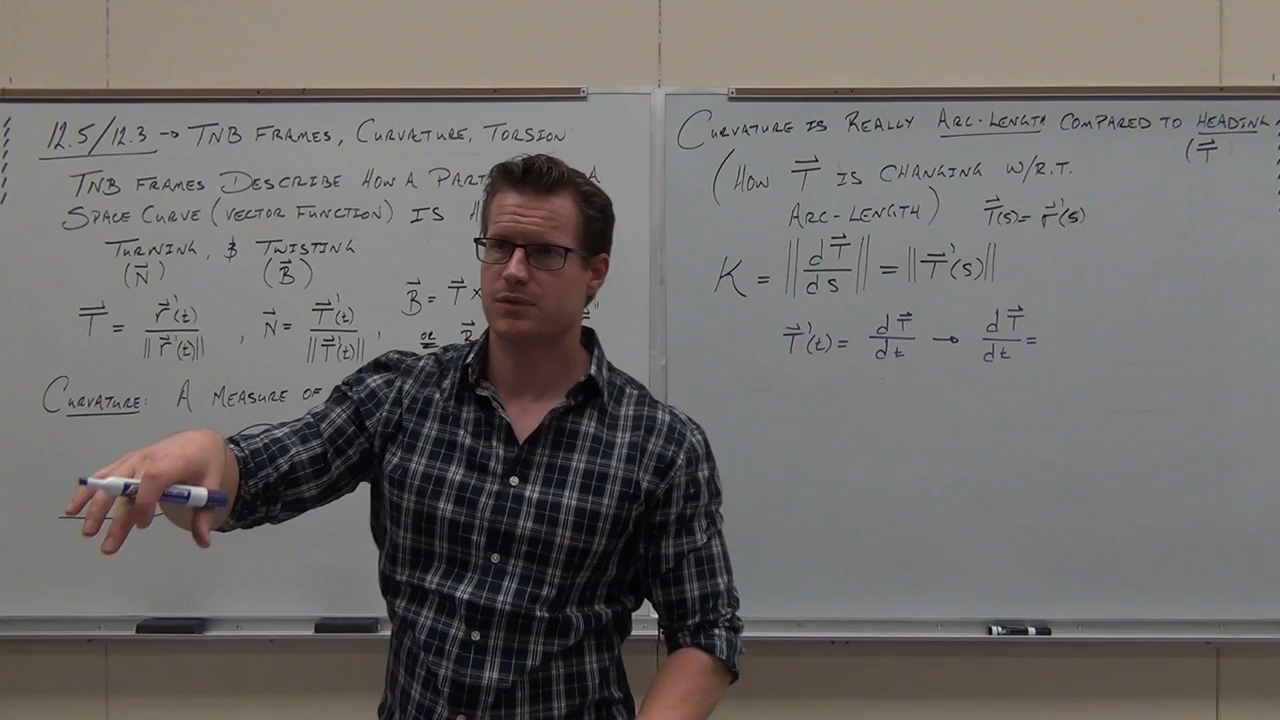 12.5/12.3 → TNB FRAMES, CURVATURE, TORSION
TNB FRAMES DESCRIBE HOW A A
SPACE CURVE (VECTOR FUNCTION) IS
TURNING, & TWISTING
(N⃗) (B⃗)
T⃗ = r⃗'(t) / ||r⃗'(t)||, N⃗ = T⃗'(t) / ||T⃗'(t)||, B⃗ = T⃗ ×
OR
CURVATURE: A MEASURE OF
CURVATURE IS REALLY ARC-LENGTH COMPARED TO HEADING
(T⃗
(HOW T⃗ IS CHANGING W/R.T.
ARC-LENGTH) T⃗(s) = r⃗'(s)
K = ||dT⃗/ds|| = ||T⃗'(s)||
T⃗'(t) = dT⃗/dt → dT⃗/dt =